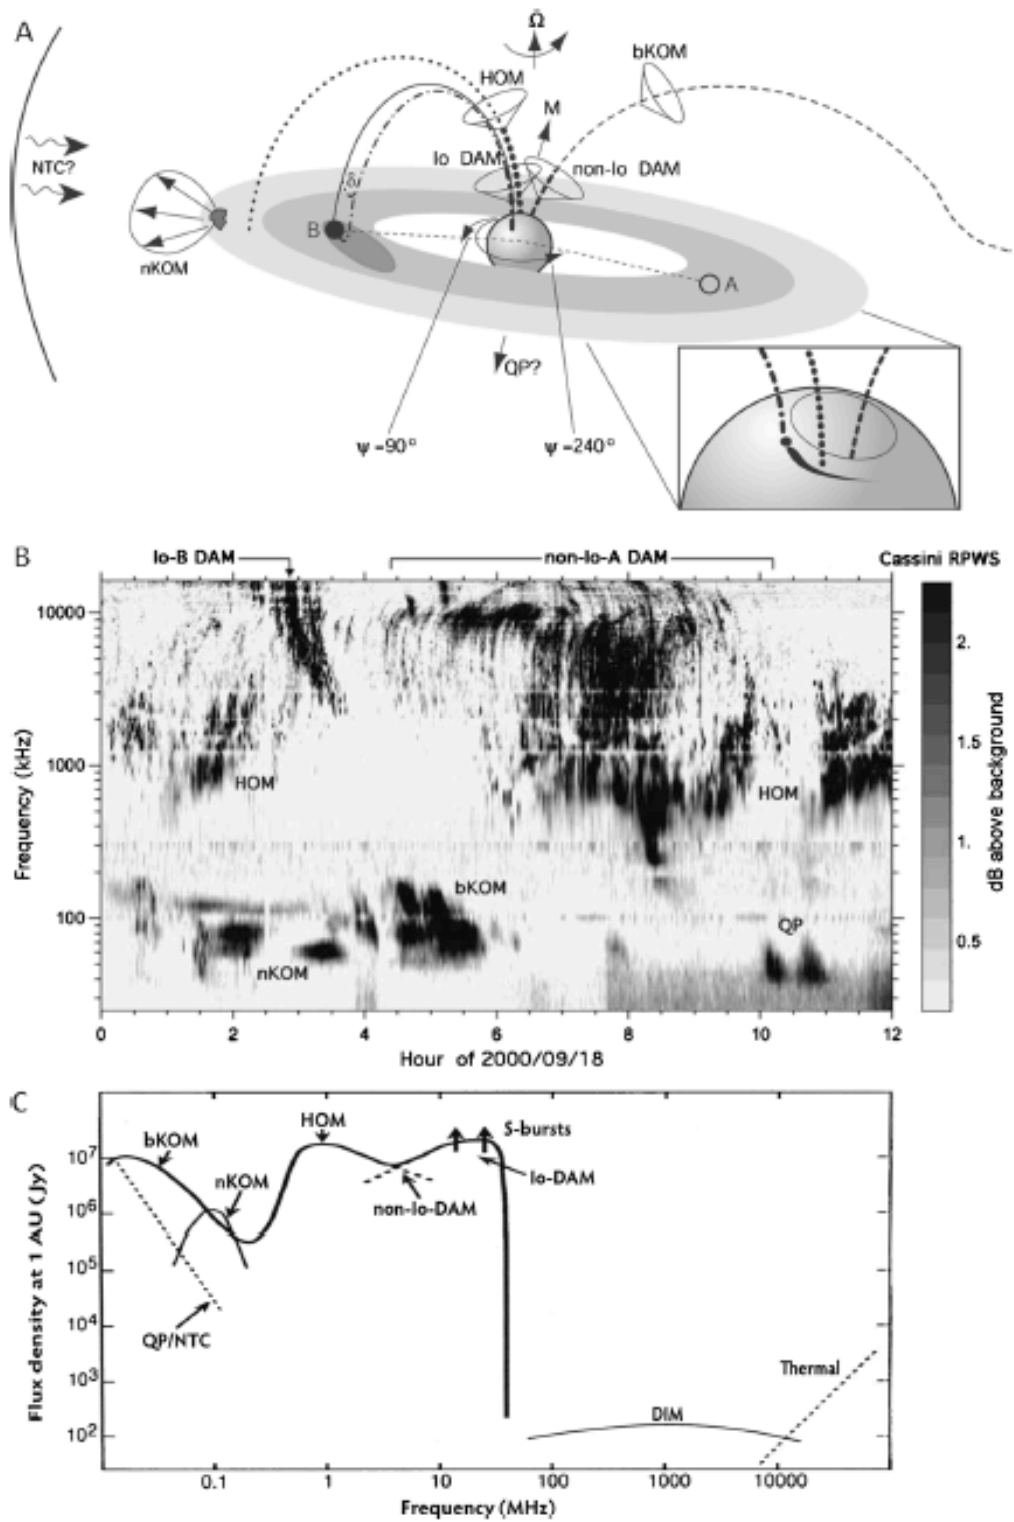 A
Ω
bKOM
HOM
M
Io DAM
non-Io DAM
NTC?
δ
B
nKOM
A
QP?
ψ =90°
ψ =240°
B
Io-B DAM
non-Io-A DAM
Cassini RPWS
10000
1000
100
Frequency (kHz)
HOM
HOM
bKOM
nKOM
QP
2.
1.5
1.
0.5
dB above background
0
2
4
6
8
10
12
Hour of 2000/09/18
C
HOM
S-bursts
bKOM
nKOM
Io-DAM
non-Io-DAM
QP/NTC
Thermal
DIM
10⁷
10⁶
10⁵
10⁴
10³
10²
Flux density at 1 AU (Jy)
0.1
1
10
100
1000
10000
Frequency (MHz)